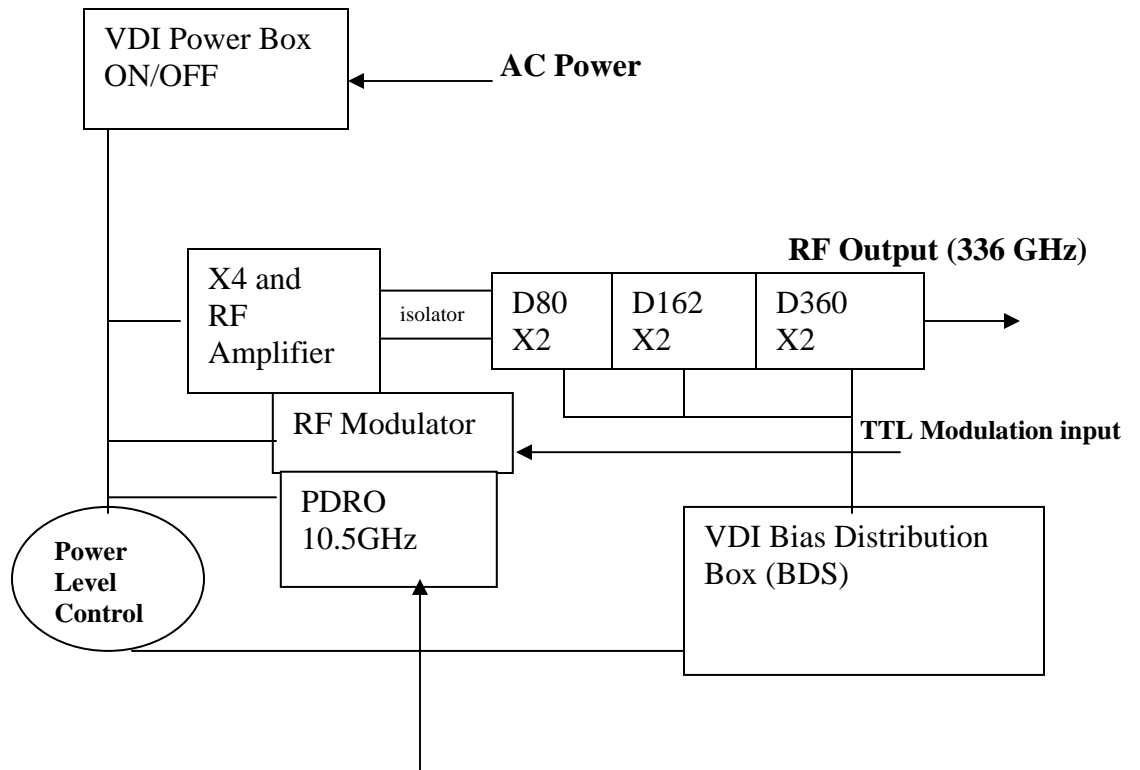 VDI Power Box
ON/OFF
AC Power
RF Output (336 GHz)
X4 and
RF
Amplifier
isolator
D80
X2
D162
X2
D360
X2
RF Modulator
TTL Modulation input
PDRO
10.5GHz
Power
Level
Control
VDI Bias Distribution
Box (BDS)